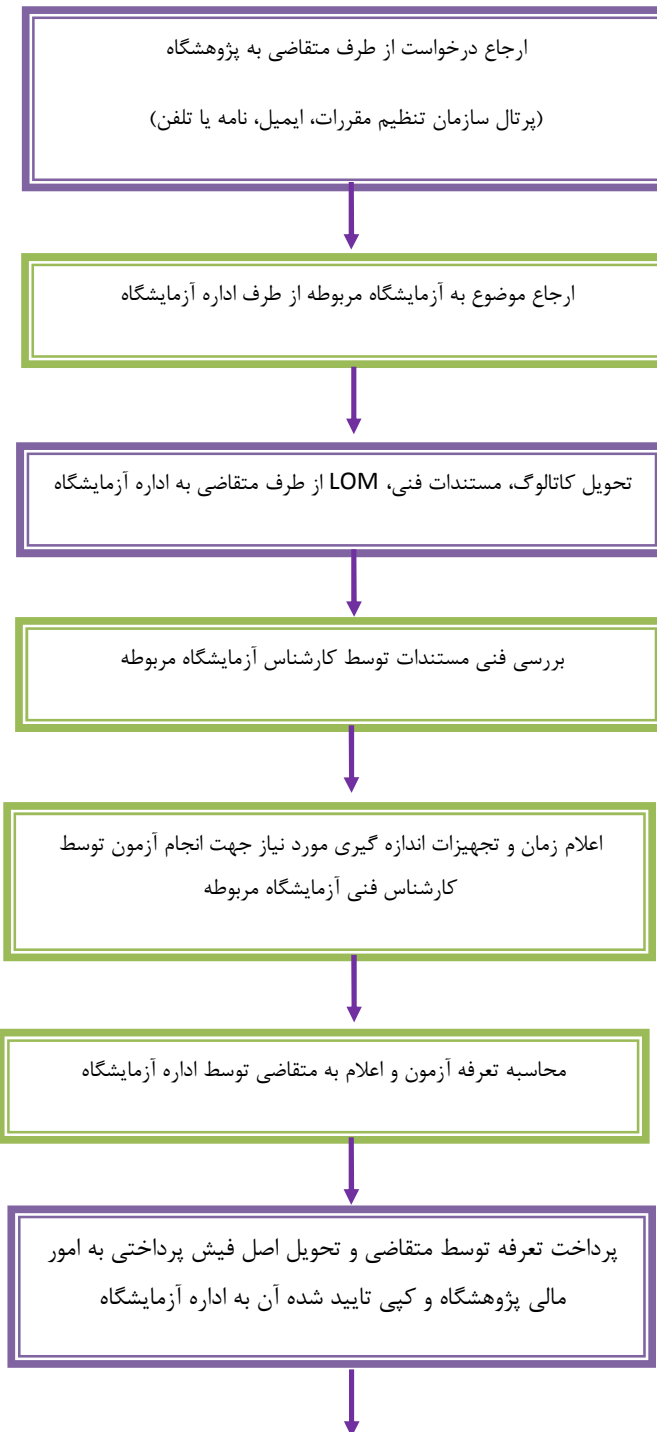 ارجاع درخواست از طرف متقاضی به پژوهشگاه
(پرتال سازمان تنظیم مقررات، ایمیل، نامه یا تلفن)
ارجاع موضوع به آزمایشگاه مربوطه از طرف اداره آزمایشگاه
تحویل کاتالوگ، مستندات فنی، LOM از طرف متقاضی به اداره آزمایشگاه
بررسی فنی مستندات توسط کارشناس آزمایشگاه مربوطه
اعلام زمان و تجهیزات اندازه گیری مورد نیاز جهت انجام آزمون توسط
کارشناس فنی آزمایشگاه مربوطه
محاسبه تعرفه آزمون و اعلام به متقاضی توسط اداره آزمایشگاه
پرداخت تعرفه توسط متقاضی و تحویل اصل فیش پرداختی به امور
مالی پژوهشگاه و کپی تایید شده آن به اداره آزمایشگاه